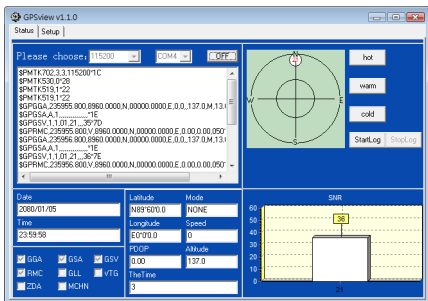 GPSview v1.1.0
Status Setup
Please choose: 115200 COM4 OFF
$PMTK702,3,3,115200*1C
$PMTK530,0*28
$PMTK519,1*22
$PMTK519,1*22
$GPGGA,235955.800,8960.0000,N,00000.0000,E,0,0,,137.0,M,13.(
$GPGSA,A,1,,,,,,,,,,,,,,,*1E
$GPGSV,1,1,01,21,,,35*7D
$GPRMC,235955.800,V,8960.0000,N,00000.0000,E,0.00,0.00,050'
$GPGGA,235956.800,8960.0000,N,00000.0000,E,0,0,,137.0,M,13.(
$GPGSA,A,1,,,,,,,,,,,,,,,*1E
$GPGSV,1,1,01,21,,,36*7E
$GPRMC,235956.800,V,8960.0000,N,00000.0000,E,0.00,0.00,050'
N
W E
S
hot
warm
cold
StartLog StopLog
Date
2080/01/05
Time
23:59:58
GGA GSA GSV
RMC GLL VTG
ZDA MCHN
Latitude Mode
N89°60'0.0 NONE
Longitude Speed
E0°0'0.0 0
PDOP Altitude
0.00 137.0
TheTime
3
SNR
60
50
40
30
20
10
0
36
21